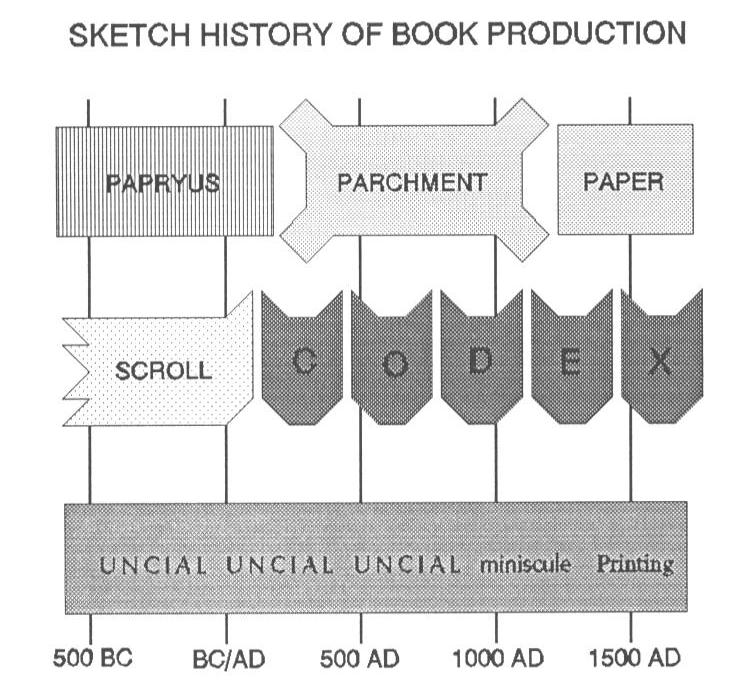 SKETCH HISTORY OF BOOK PRODUCTION
PAPRYUS PARCHMENT PAPER
SCROLL C O D E X
UNCIAL UNCIAL UNCIAL miniscule Printing
500 BC BC/AD 500 AD 1000 AD 1500 AD